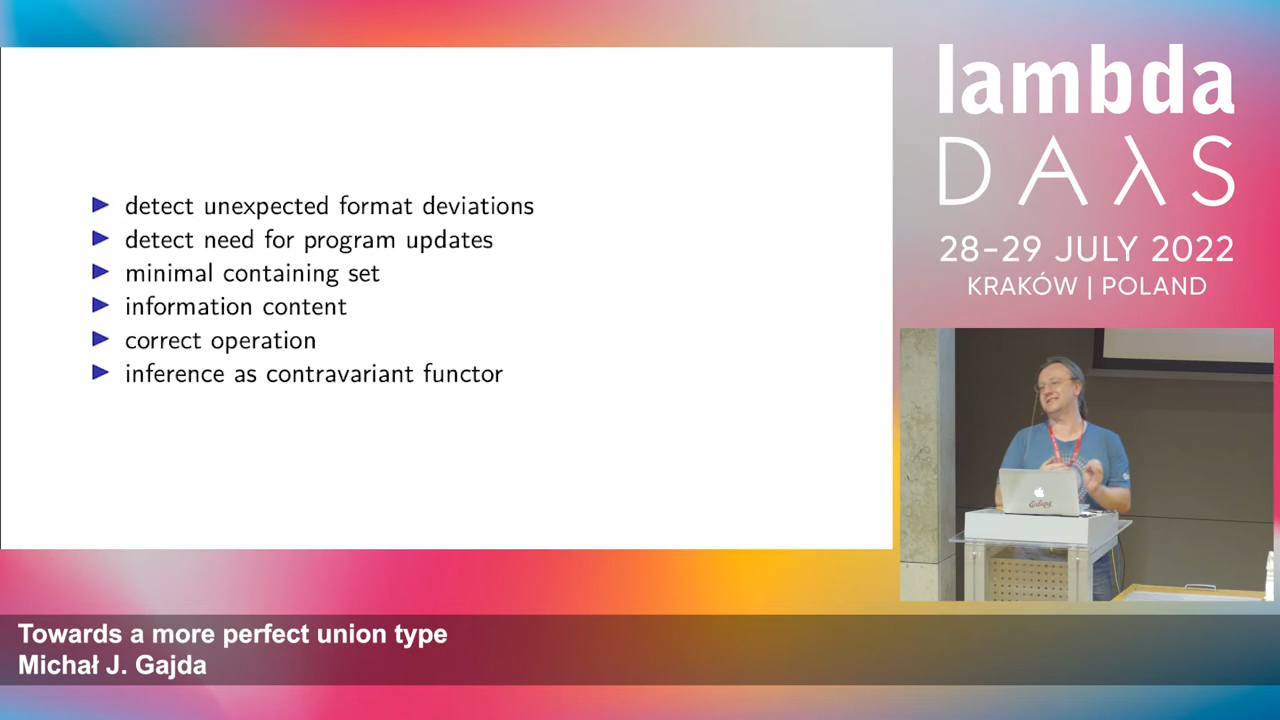 detect unexpected format deviations
detect need for program updates
minimal containing set
information content
correct operation
inference as contravariant functor
lambda
DAλS
28–29 JULY 2022
KRAKÓW | POLAND
Towards a more perfect union type
Michał J. Gajda